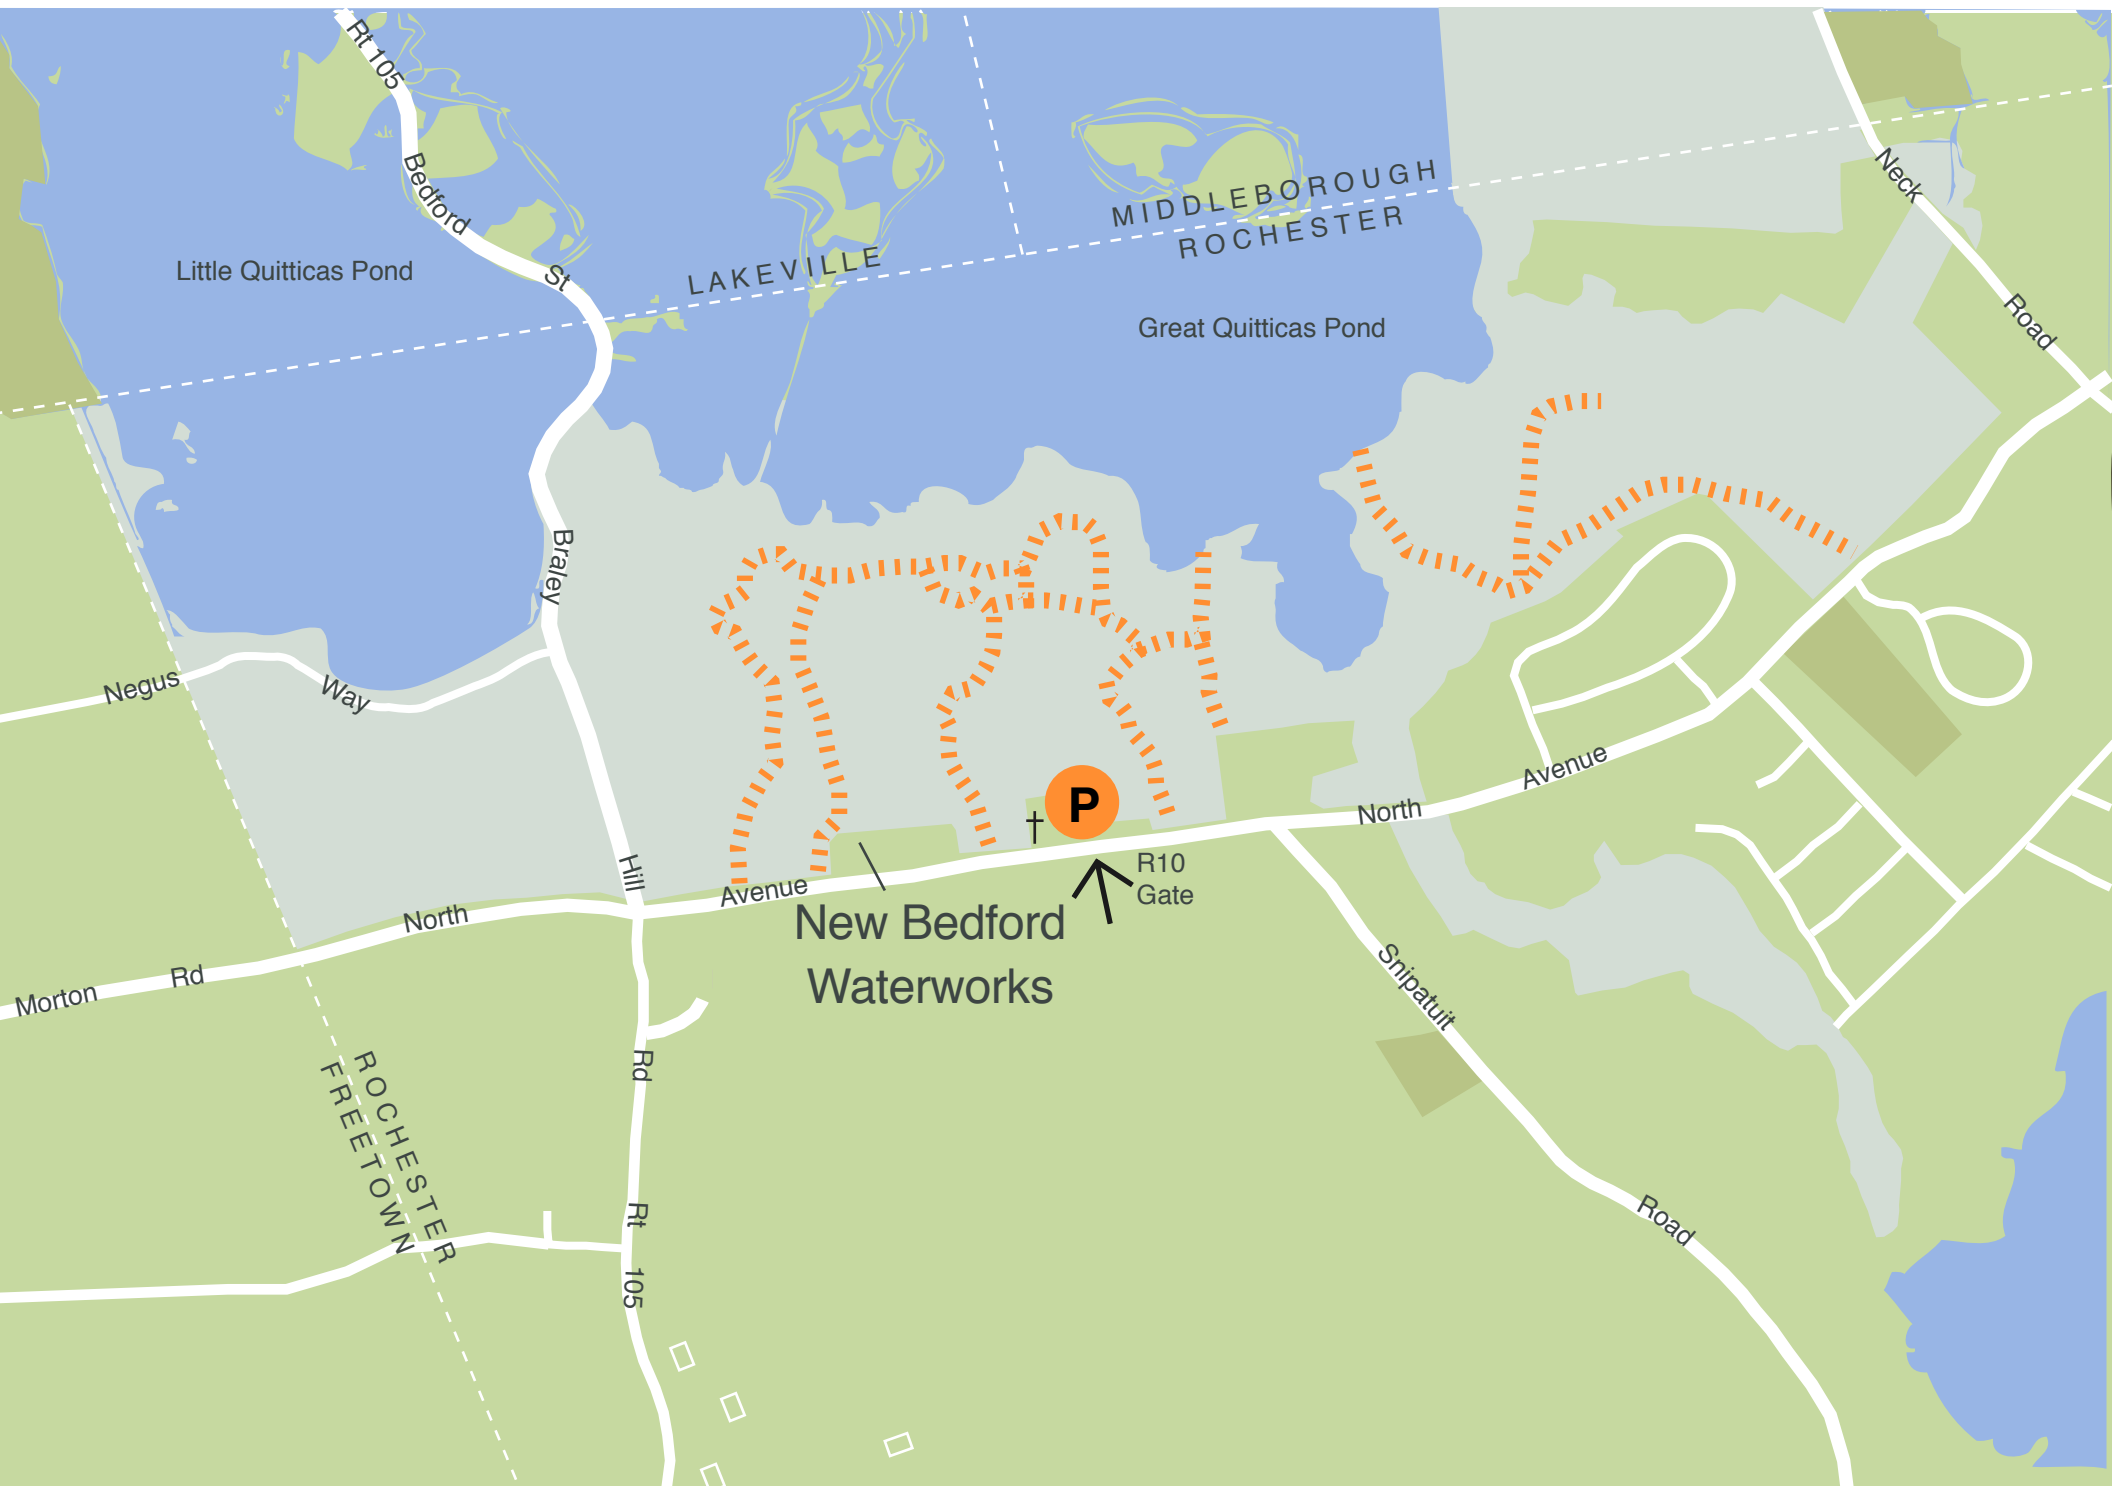 Rt 105
Bedford
St
Neck
Road
MIDDLEBOROUGH
ROCHESTER
LAKEVILLE
Little Quitticas Pond
Great Quitticas Pond
Braley
Hill
Rd
Rt
105
Negus
Way
Avenue
North
P
R10
Gate
North
Avenue
New Bedford
Waterworks
Morton
Rd
Snipatuit
Road
ROCHESTER
FREETOWN